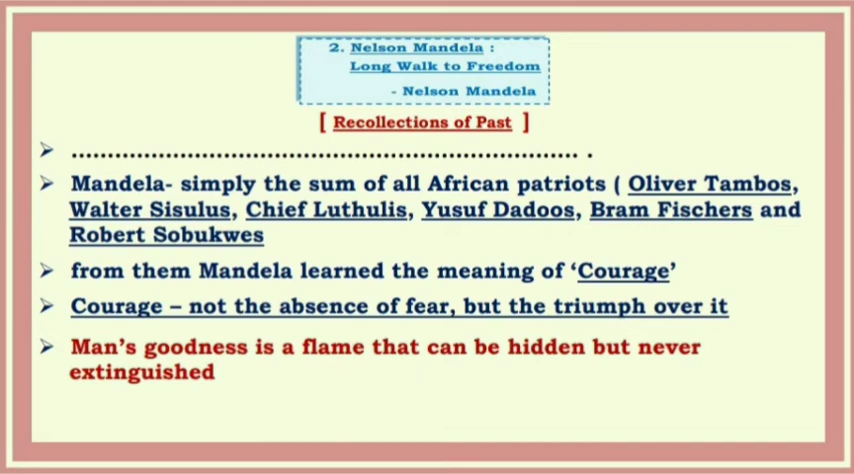 2. Nelson Mandela :
Long Walk to Freedom
- Nelson Mandela
[ Recollections of Past ]
➢ ...................................................................... .
➢ Mandela- simply the sum of all African patriots ( Oliver Tambos,
Walter Sisulus, Chief Luthulis, Yusuf Dadoos, Bram Fischers and
Robert Sobukwes
➢ from them Mandela learned the meaning of ‘Courage’
➢ Courage – not the absence of fear, but the triumph over it
➢ Man’s goodness is a flame that can be hidden but never
extinguished